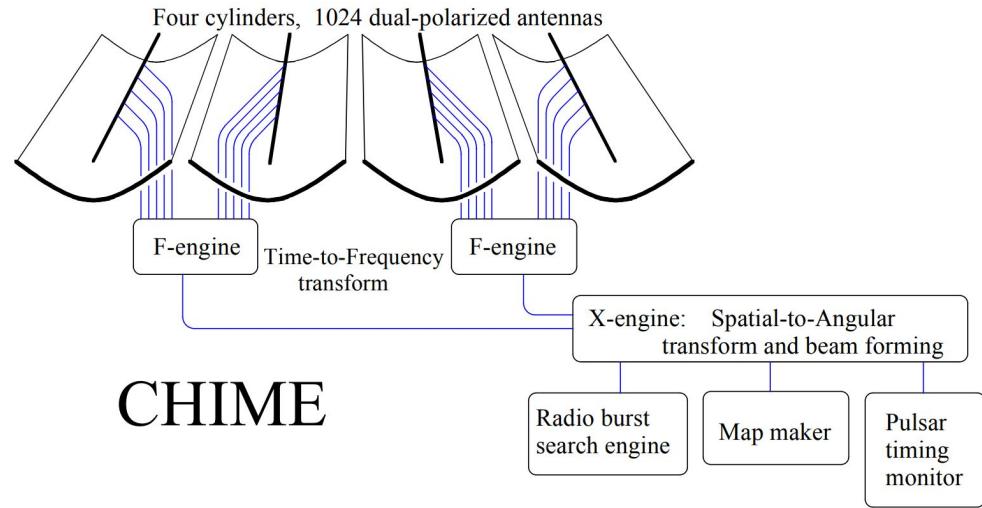 Four cylinders, 1024 dual-polarized antennas
F-engine
Time-to-Frequency
transform
F-engine
X-engine: Spatial-to-Angular
transform and beam forming
CHIME
Radio burst
search engine
Map maker
Pulsar
timing
monitor